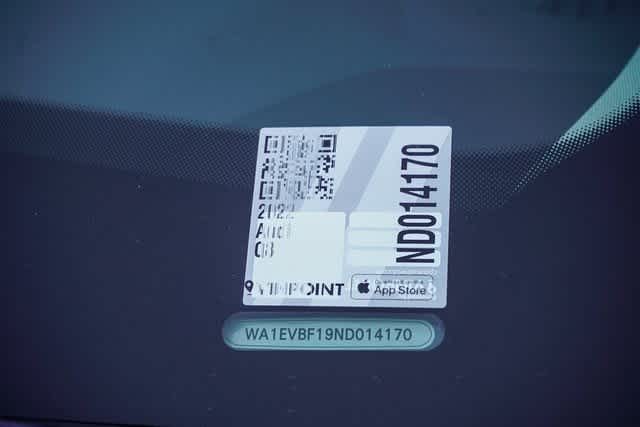 2022
Audi
Q8
ND014170
VINPOINT
App Store
WA1EVBF19ND014170